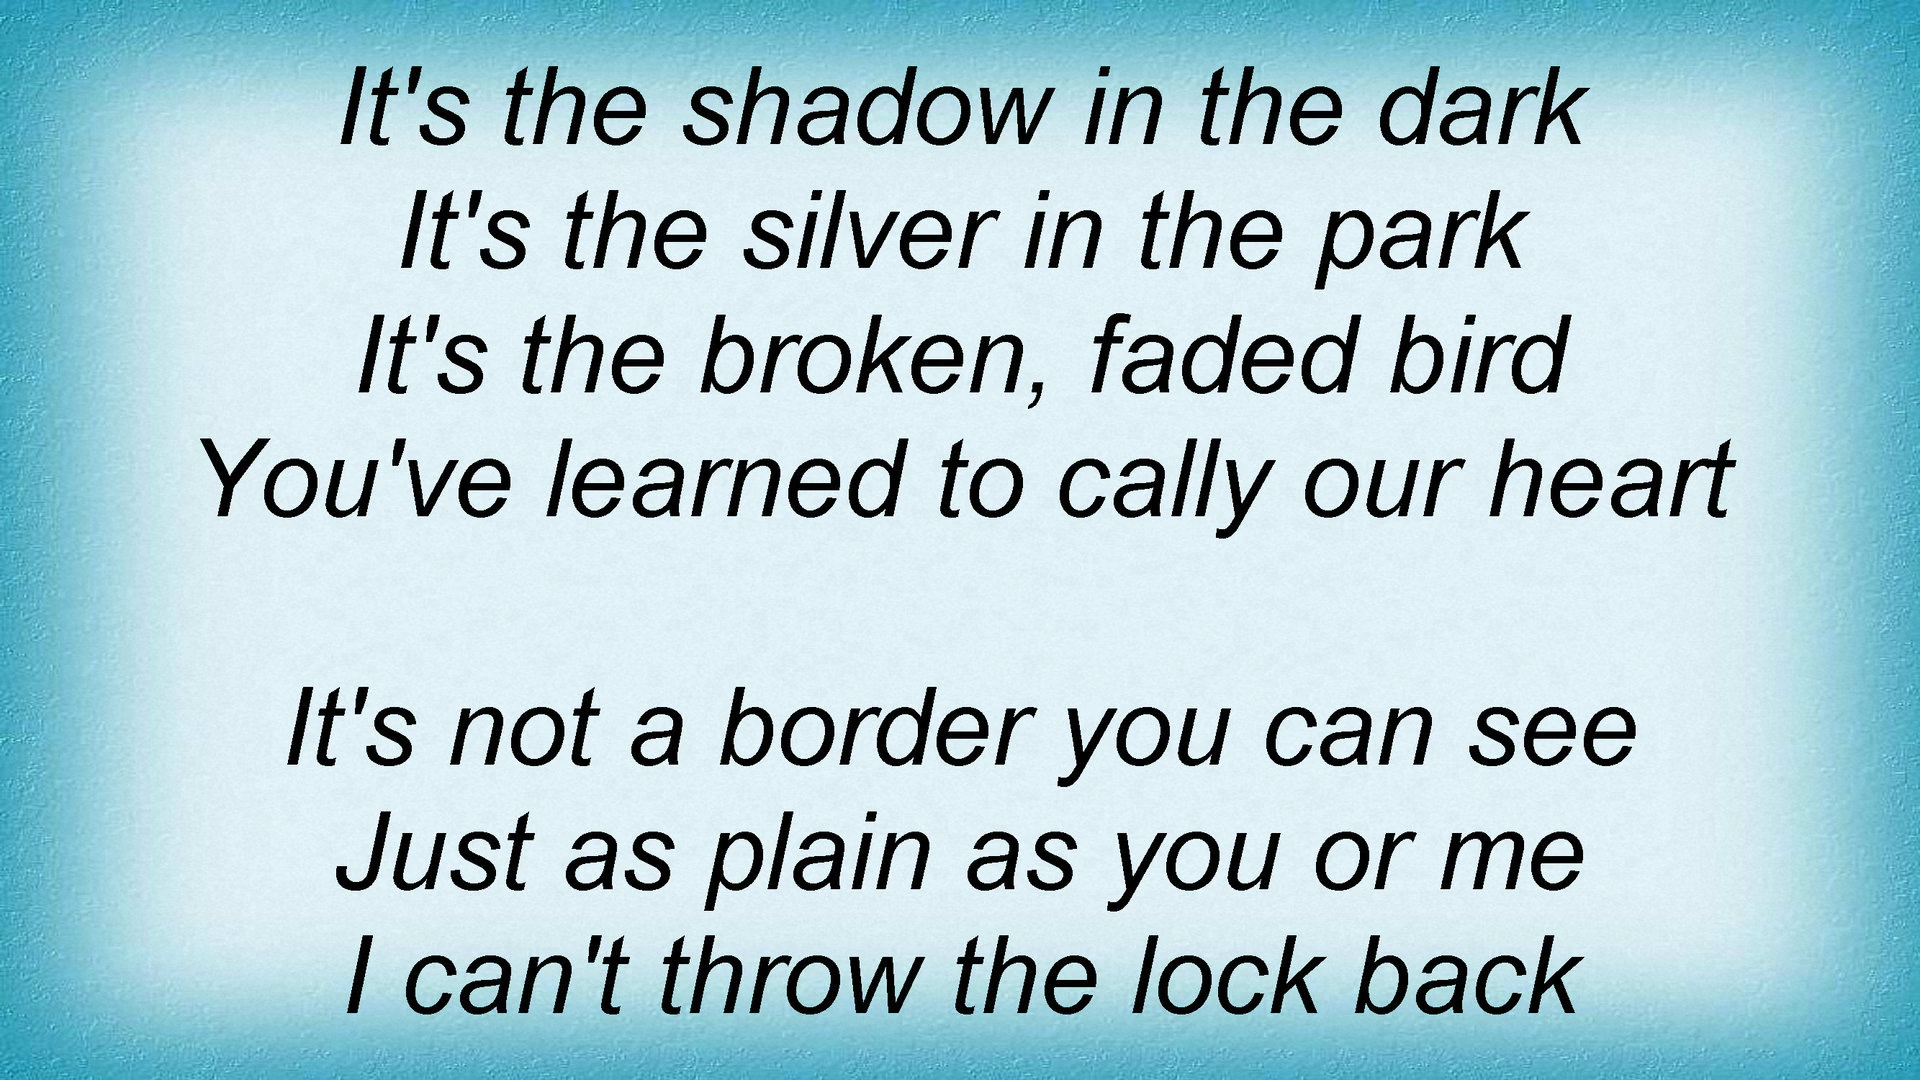 It's the shadow in the dark
It's the silver in the park
It's the broken, faded bird
You've learned to cally our heart
It's not a border you can see
Just as plain as you or me
I can't throw the lock back